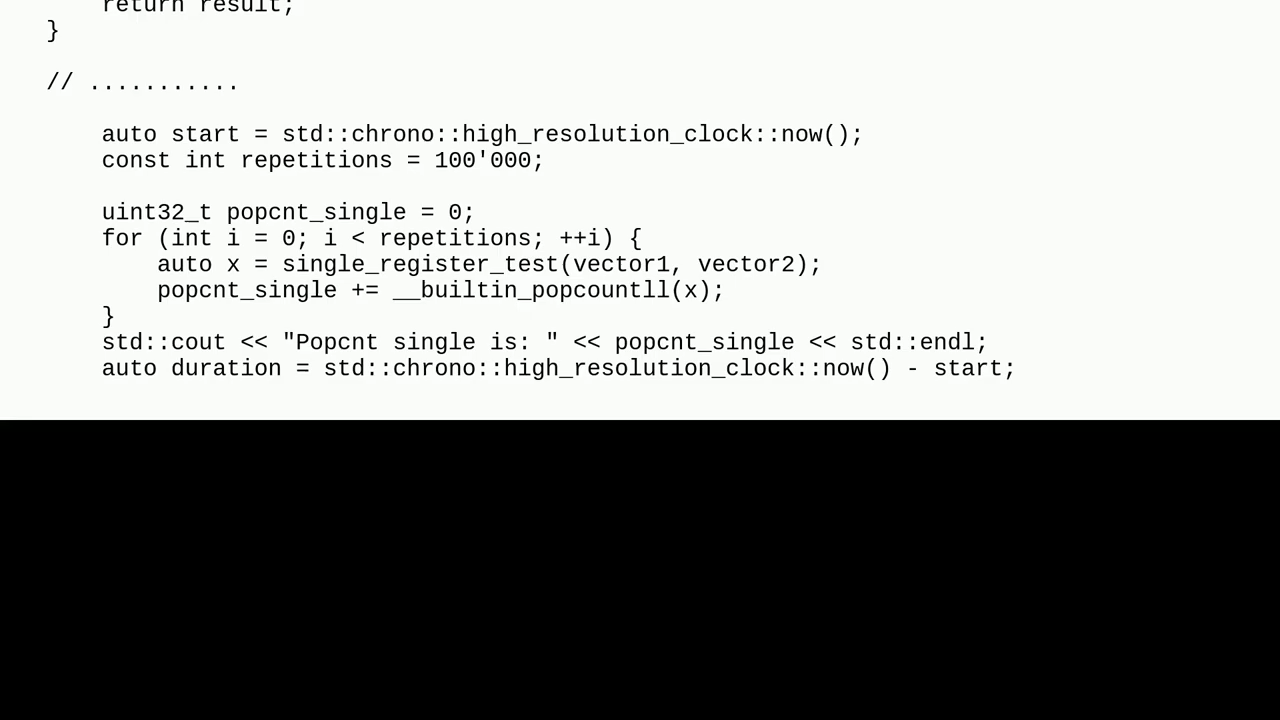 return result;
}
// ...........
auto start = std::chrono::high_resolution_clock::now();
const int repetitions = 100'000;
uint32_t popcnt_single = 0;
for (int i = 0; i < repetitions; ++i) {
auto x = single_register_test(vector1, vector2);
popcnt_single += __builtin_popcountll(x);
}
std::cout << "Popcnt single is: " << popcnt_single << std::endl;
auto duration = std::chrono::high_resolution_clock::now() - start;